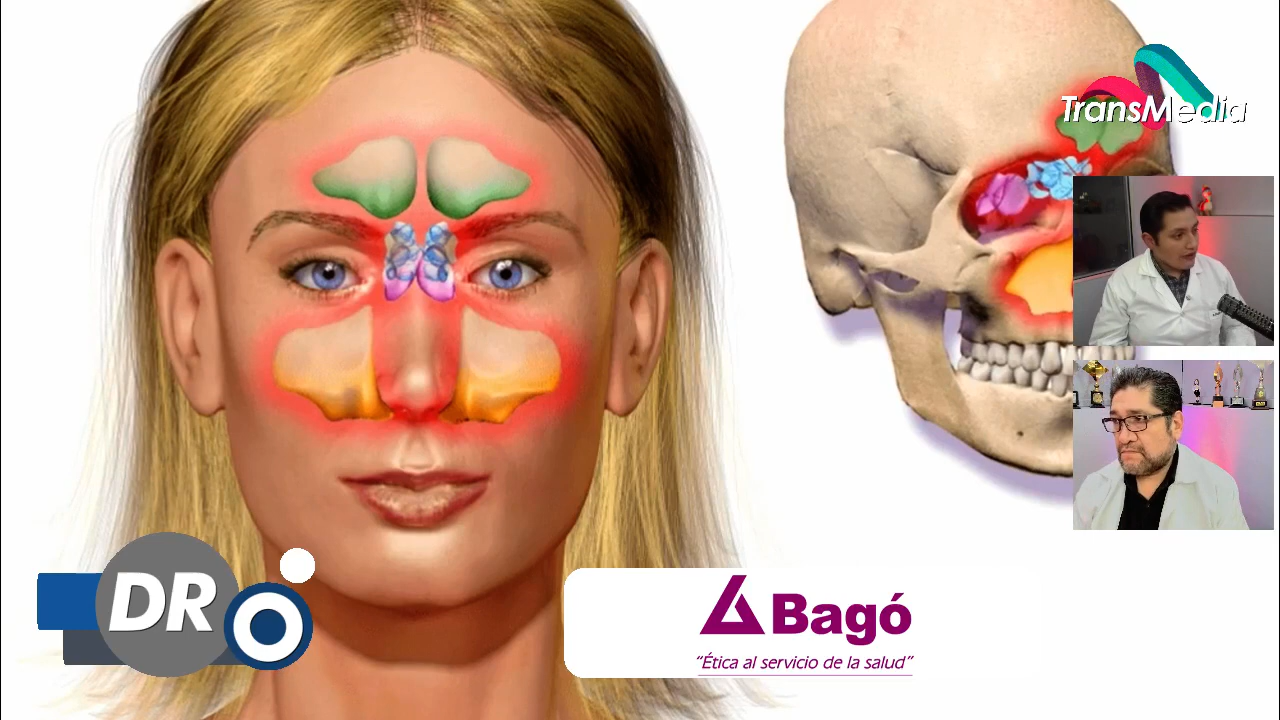 TransMedia
DR
Bagó
“Ética al servicio de la salud”